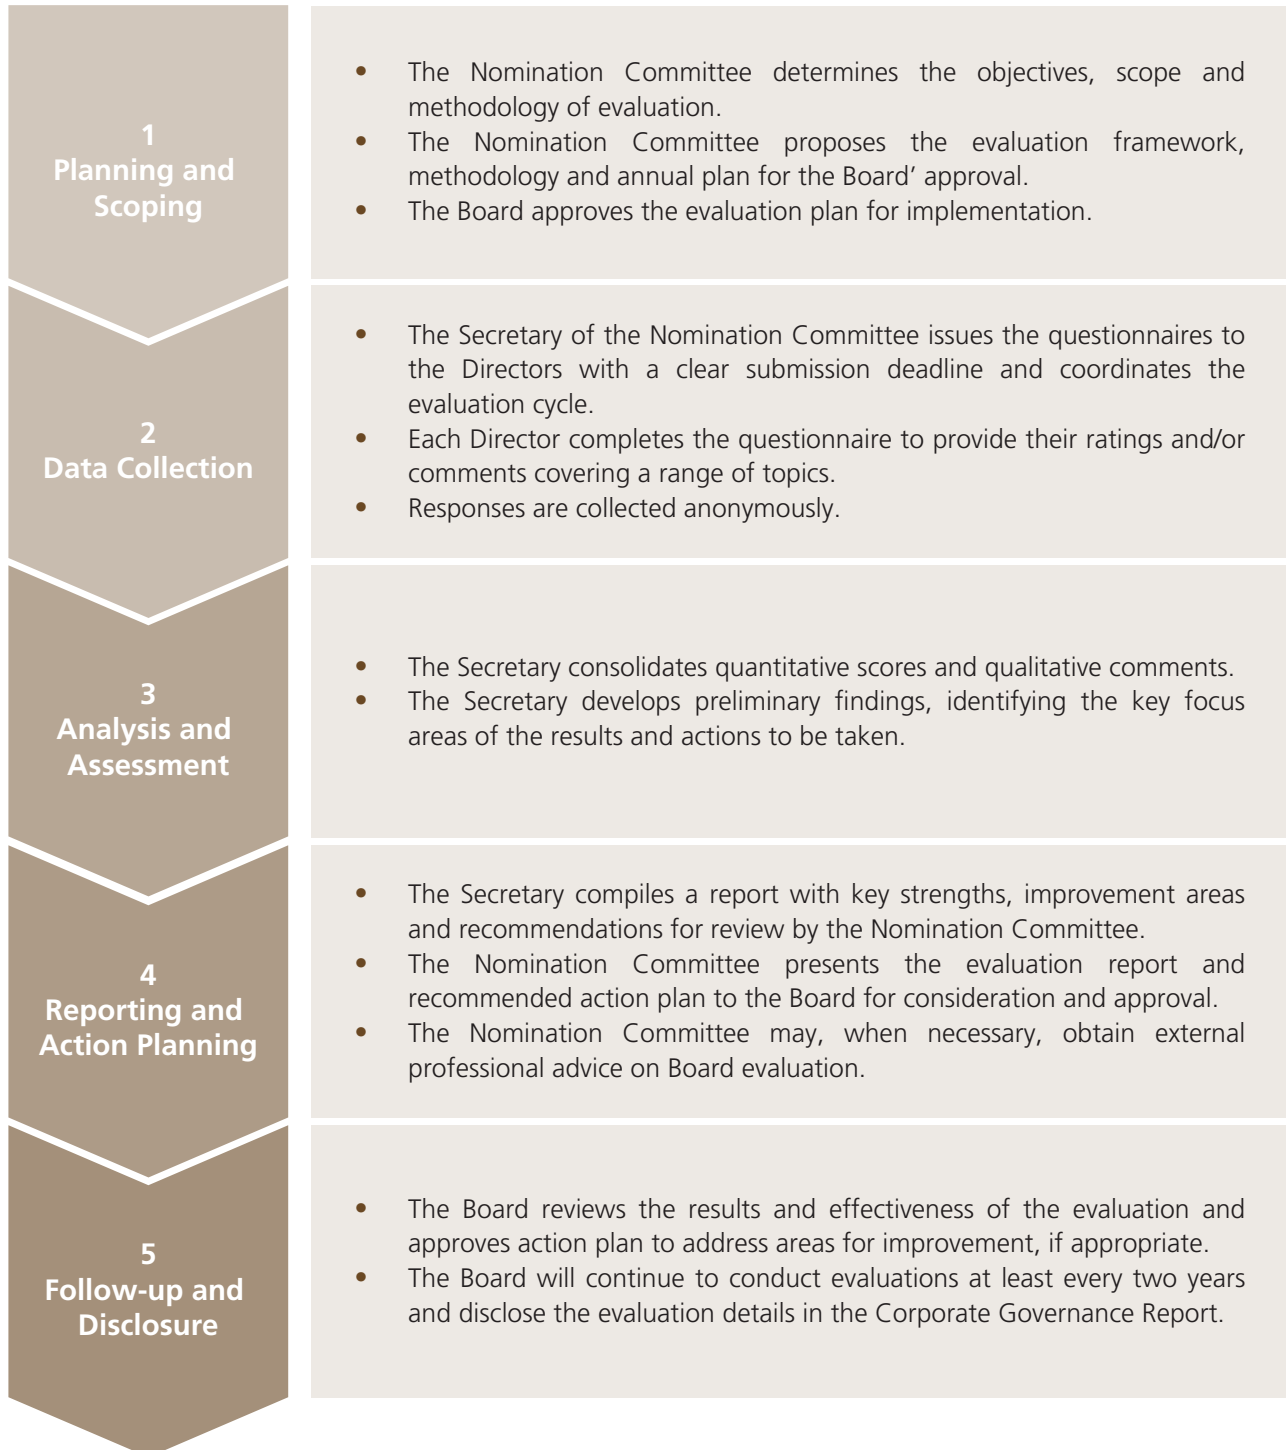 1
Planning and
Scoping
• The Nomination Committee determines the objectives, scope and
methodology of evaluation.
• The Nomination Committee proposes the evaluation framework,
methodology and annual plan for the Board’ approval.
• The Board approves the evaluation plan for implementation.
2
Data Collection
• The Secretary of the Nomination Committee issues the questionnaires to
the Directors with a clear submission deadline and coordinates the
evaluation cycle.
• Each Director completes the questionnaire to provide their ratings and/or
comments covering a range of topics.
• Responses are collected anonymously.
3
Analysis and
Assessment
• The Secretary consolidates quantitative scores and qualitative comments.
• The Secretary develops preliminary findings, identifying the key focus
areas of the results and actions to be taken.
4
Reporting and
Action Planning
• The Secretary compiles a report with key strengths, improvement areas
and recommendations for review by the Nomination Committee.
• The Nomination Committee presents the evaluation report and
recommended action plan to the Board for consideration and approval.
• The Nomination Committee may, when necessary, obtain external
professional advice on Board evaluation.
5
Follow-up and
Disclosure
• The Board reviews the results and effectiveness of the evaluation and
approves action plan to address areas for improvement, if appropriate.
• The Board will continue to conduct evaluations at least every two years
and disclose the evaluation details in the Corporate Governance Report.